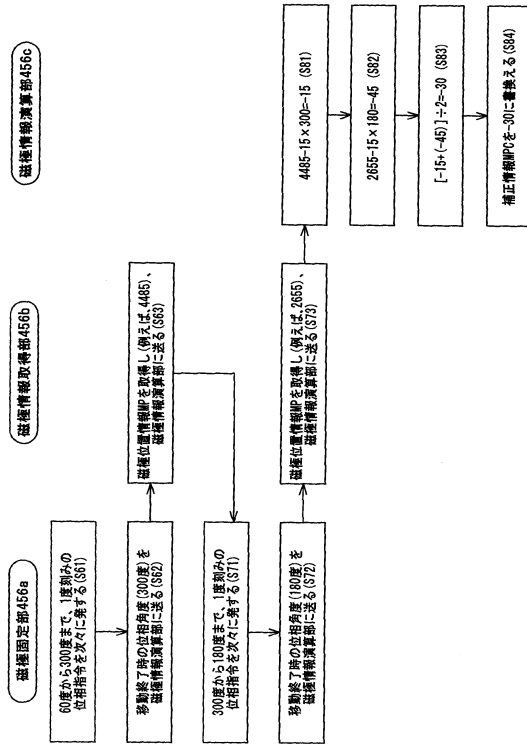 磁極固定部456a
60度から300度まで、1度刻みの
位相指令を次々に発する(S61)
移動終了時の位相角度(300度)を
磁極情報演算部に送る(S62)
300度から180度まで、1度刻みの
位相指令を次々に発する(S71)
移動終了時の位相角度(180度)を
磁極情報演算部に送る(S72)
磁極情報取得部456b
磁極位置情報MPを取得し(例えば、4485)、
磁極情報演算部に送る(S63)
磁極位置情報MPを取得し(例えば、2655)、
磁極情報演算部に送る(S73)
磁極情報演算部456c
4485-15×300=-15 (S81)
2655-15×180=-45 (S82)
[-15+(-45)]÷2=-30 (S83)
補正情報MPCを-30に書換える(S84)